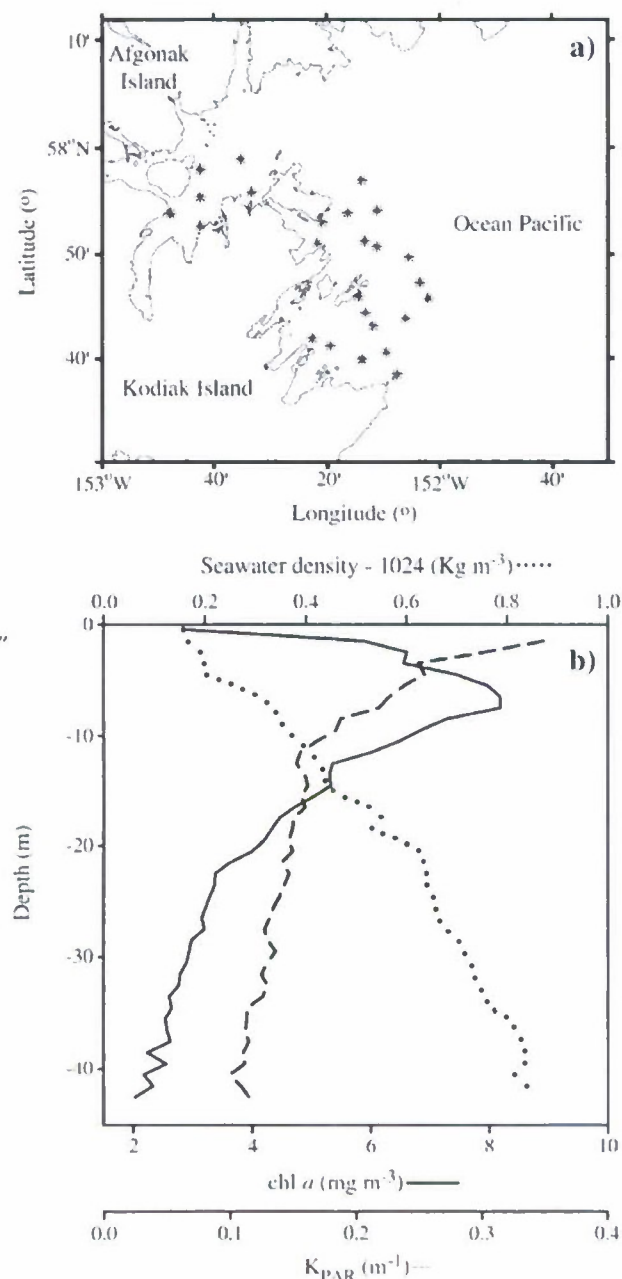 10'
a)
Afgonak
Island
58°N
Ocean Pacific
Latitude (º)
50'
40'
Kodiak Island
153°W
40'
20'
152°W
40'
Longitude (º)
Seawater density - 1024 (Kg m⁻³)·····
0.0
0.2
0.4
0.6
0.8
1.0
0
"
b)
-10
-20
Depth (m)
-30
-40
2
4
6
8
10
chl a (mg m⁻³)——
0.0
0.1
0.2
0.3
0.4
K_PAR (m⁻¹)---